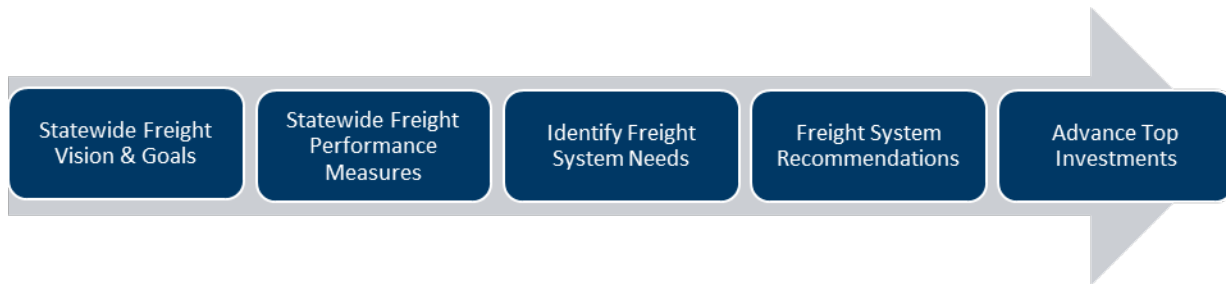 Statewide Freight
Vision & Goals
Statewide Freight
Performance
Measures
Identify Freight
System Needs
Freight System
Recommendations
Advance Top
Investments